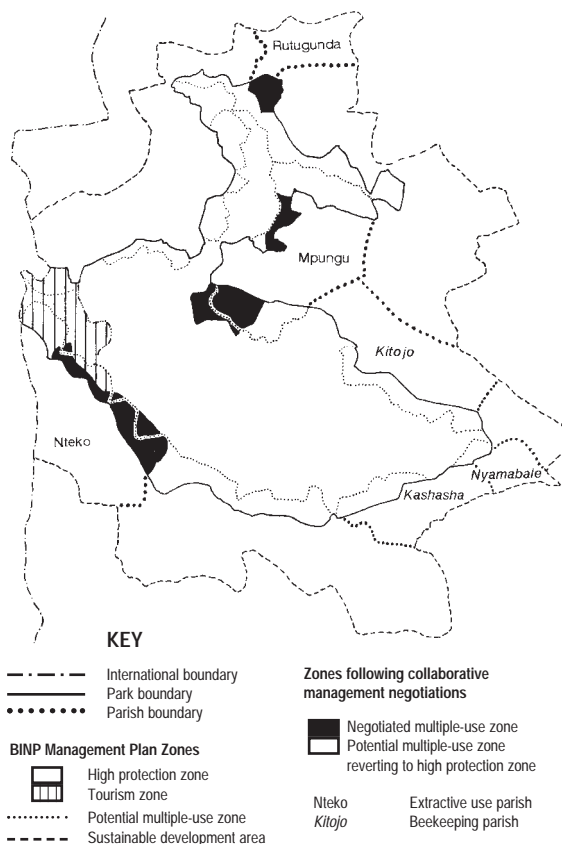 Rutugunda
Mpungu
Kitojo
Nteko
Nyamabale
Kashasha
KEY
International boundary
Park boundary
Parish boundary
BINP Management Plan Zones
High protection zone
Tourism zone
Potential multiple-use zone
Sustainable development area
Zones following collaborative
management negotiations
Negotiated multiple-use zone
Potential multiple-use zone
reverting to high protection zone
Nteko Extractive use parish
Kitojo Beekeeping parish